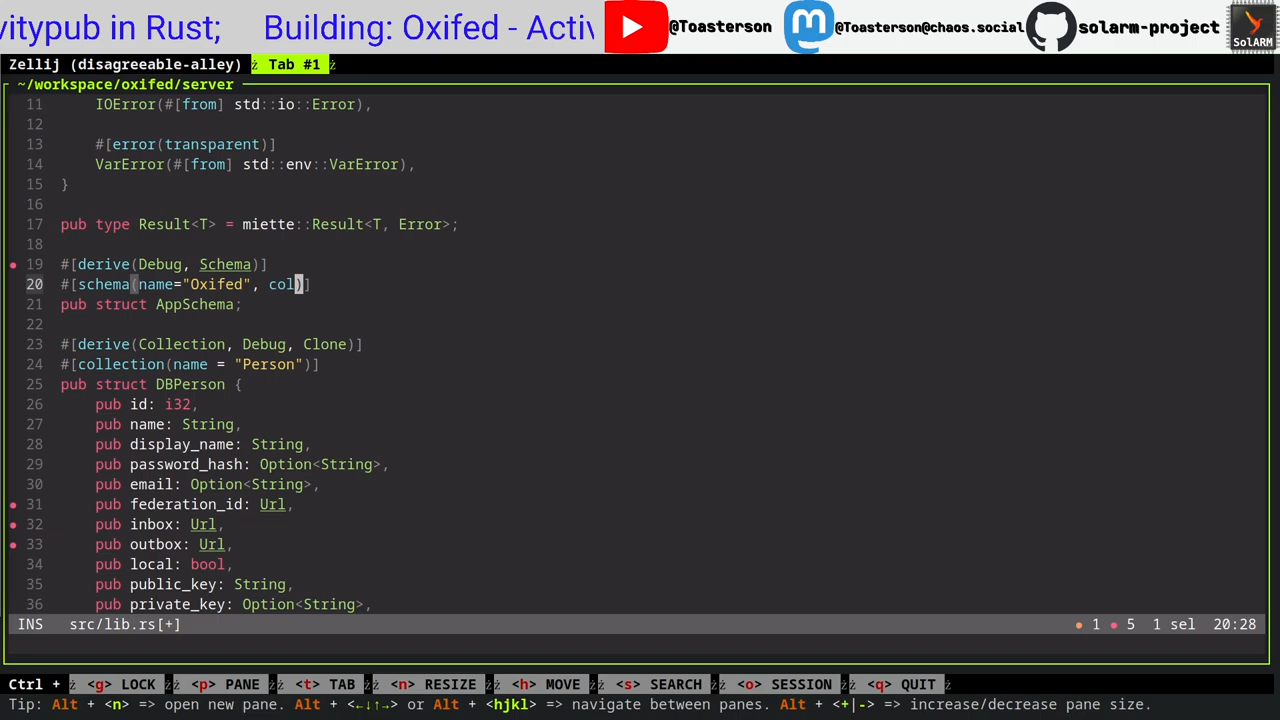 vitypub in Rust;    Building: Oxifed - Activ
@Toasterson
@Toasterson@chaos.social
solarm-project
SolARM
Zellij (disagreeable-alley)  Tab #1
~/workspace/oxifed/server
11     IOError(#[from] std::io::Error),
12
13     #[error(transparent)]
14     VarError(#[from] std::env::VarError),
15 }
16
17 pub type Result<T> = miette::Result<T, Error>;
18
19 #[derive(Debug, Schema)]
20 #[schema(name="Oxifed", col)]
21 pub struct AppSchema;
22
23 #[derive(Collection, Debug, Clone)]
24 #[collection(name = "Person")]
25 pub struct DBPerson {
26     pub id: i32,
27     pub name: String,
28     pub display_name: String,
29     pub password_hash: Option<String>,
30     pub email: Option<String>,
31     pub federation_id: Url,
32     pub inbox: Url,
33     pub outbox: Url,
34     pub local: bool,
35     pub public_key: String,
36     pub private_key: Option<String>,
INS   src/lib.rs[+]   ● 1 ● 5  1 sel  20:28
Ctrl +  <g> LOCK  <p> PANE  <t> TAB  <n> RESIZE  <h> MOVE  <s> SEARCH  <o> SESSION  <q> QUIT
Tip: Alt + <n> => open new pane. Alt + <←↓↑→> or Alt + <hjkl> => navigate between panes. Alt + <+|-> => increase/decrease pane size.